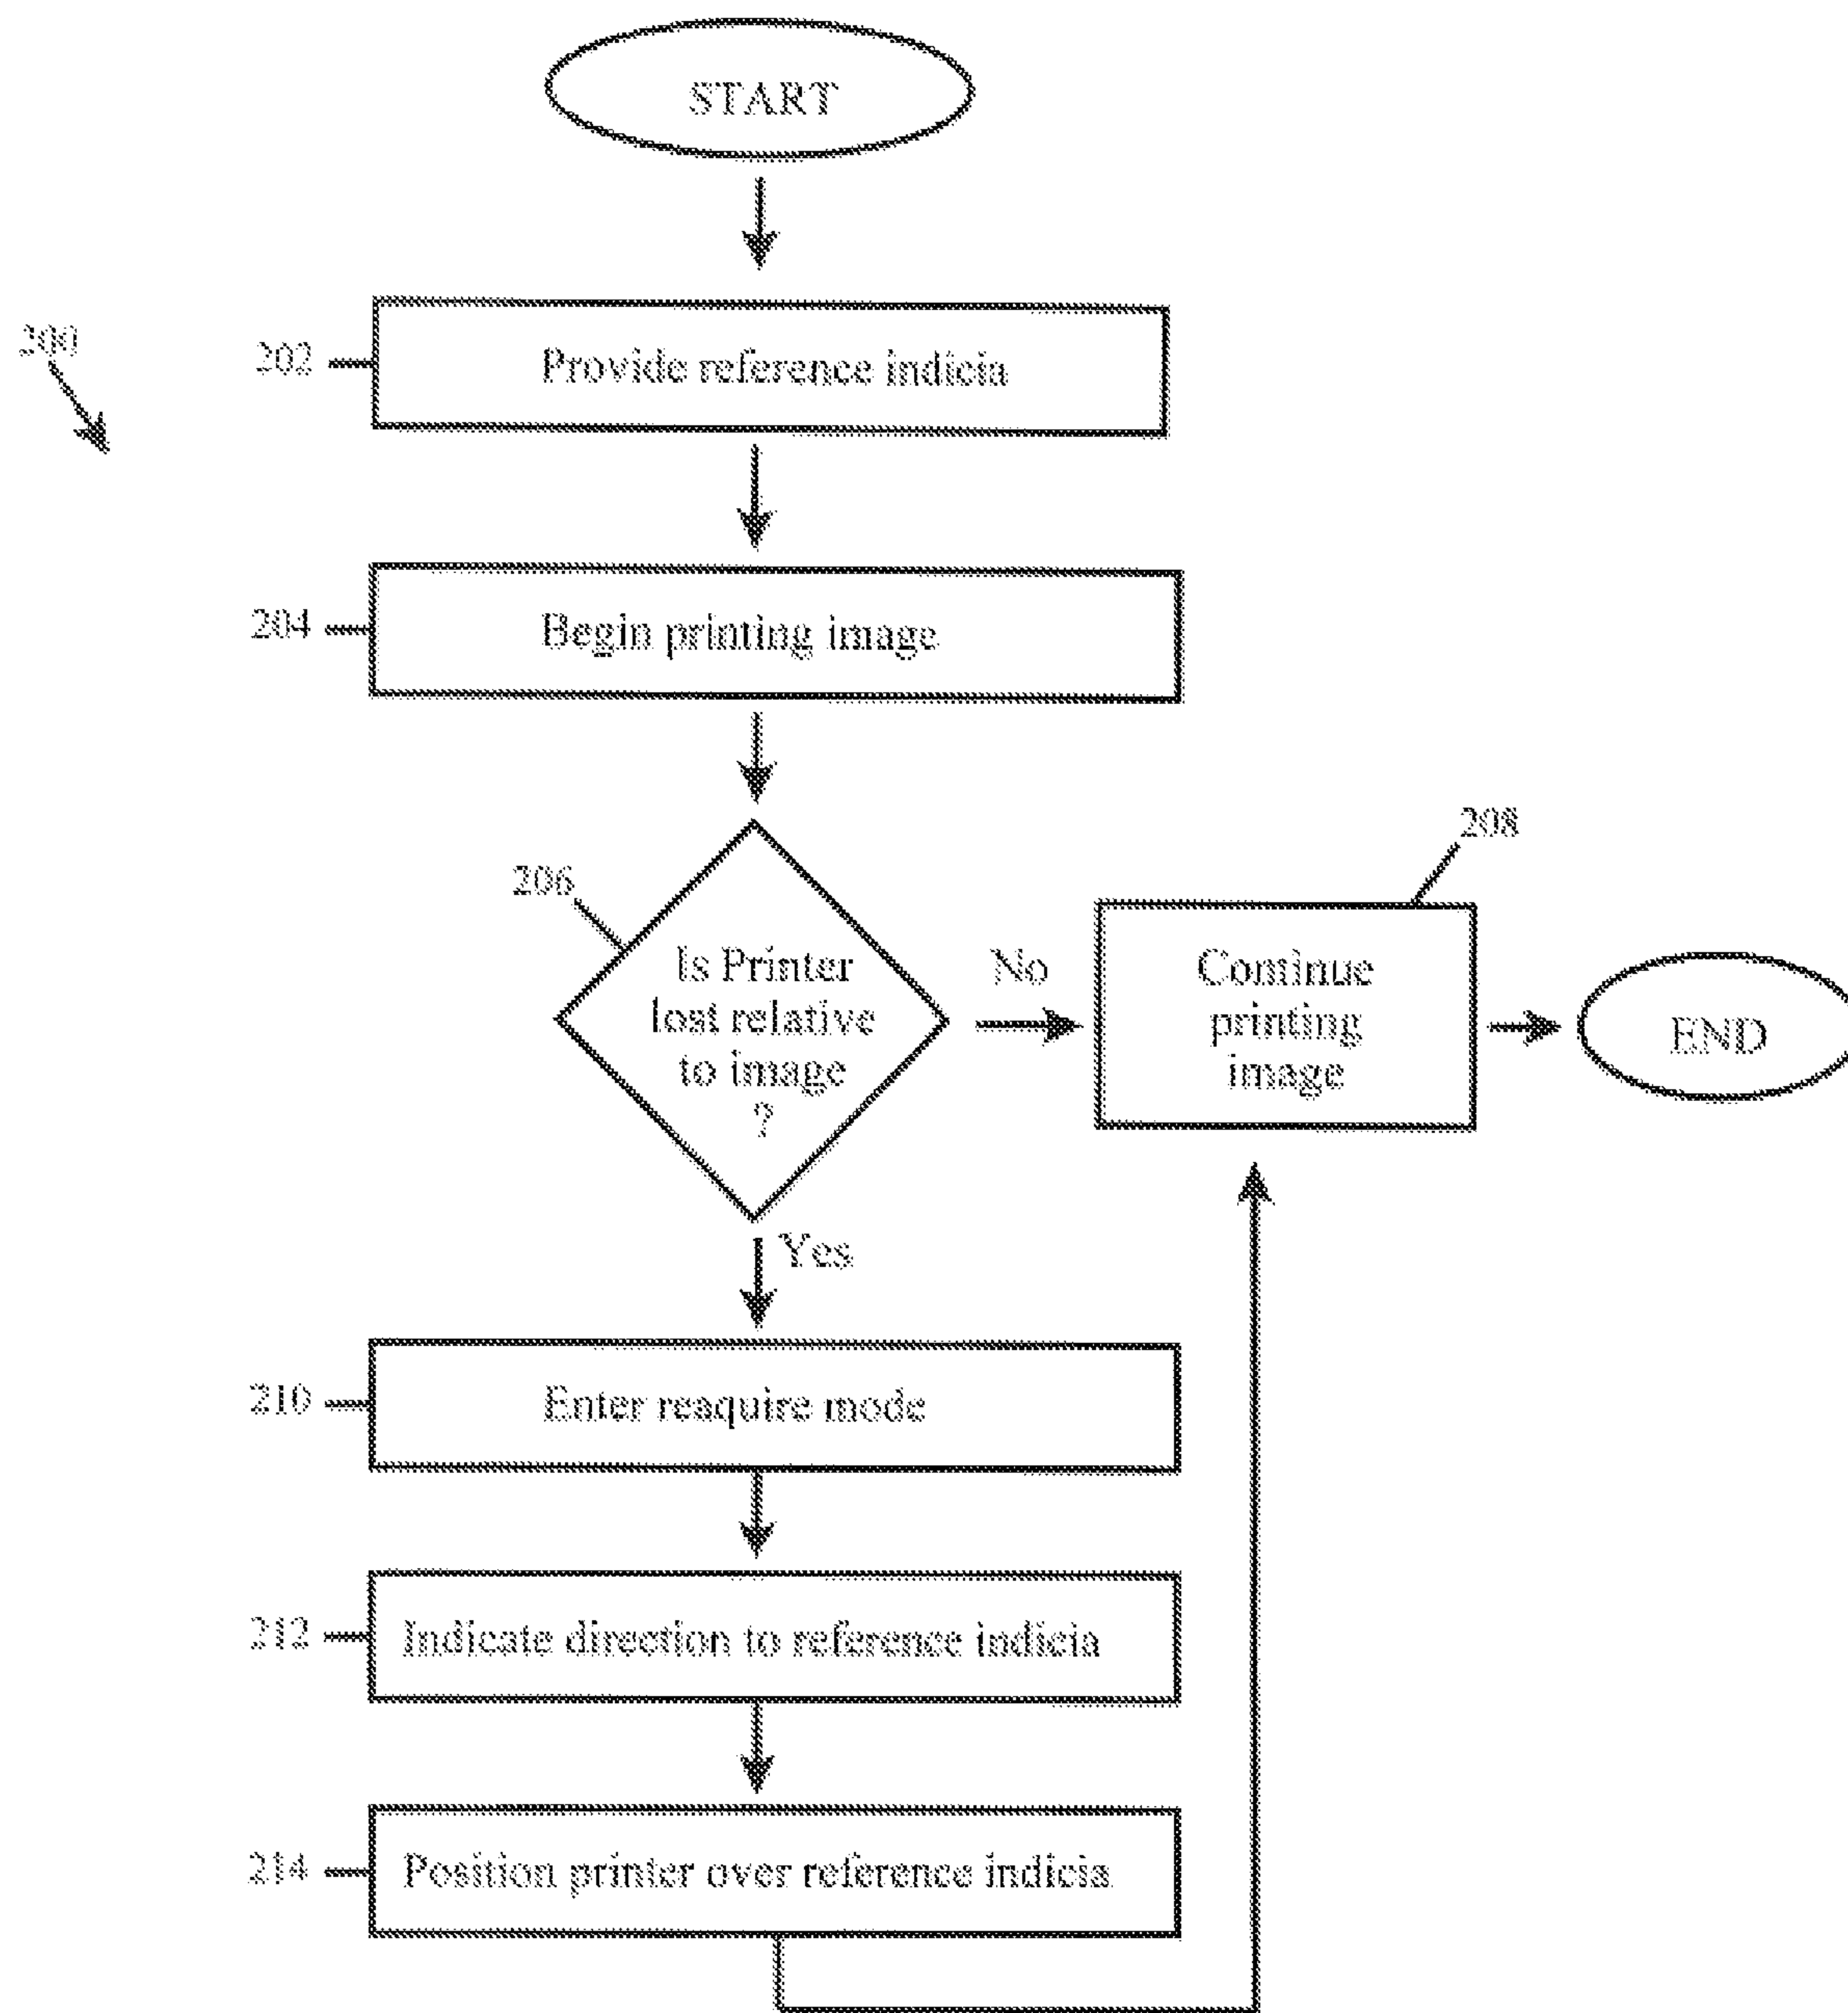 START
200
202
Provide reference indicia
204
Begin printing image
206
Is Printer
lost relative
to image
?
No
208
Continue
printing
image
END
Yes
210
Enter reaquire mode
212
Indicate direction to reference indicia
214
Position printer over reference indicia